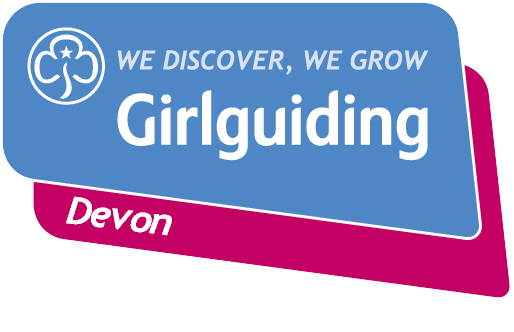 WE DISCOVER, WE GROW
Girlguiding
Devon